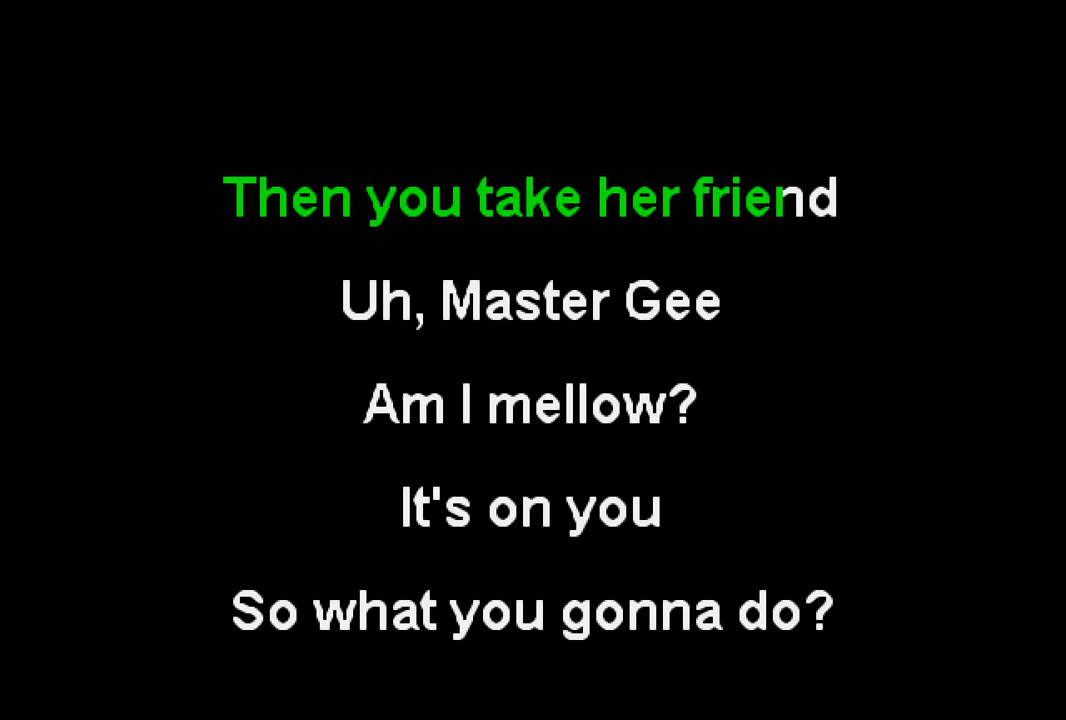 Then you take her friend
Uh, Master Gee
Am I mellow?
It's on you
So what you gonna do?